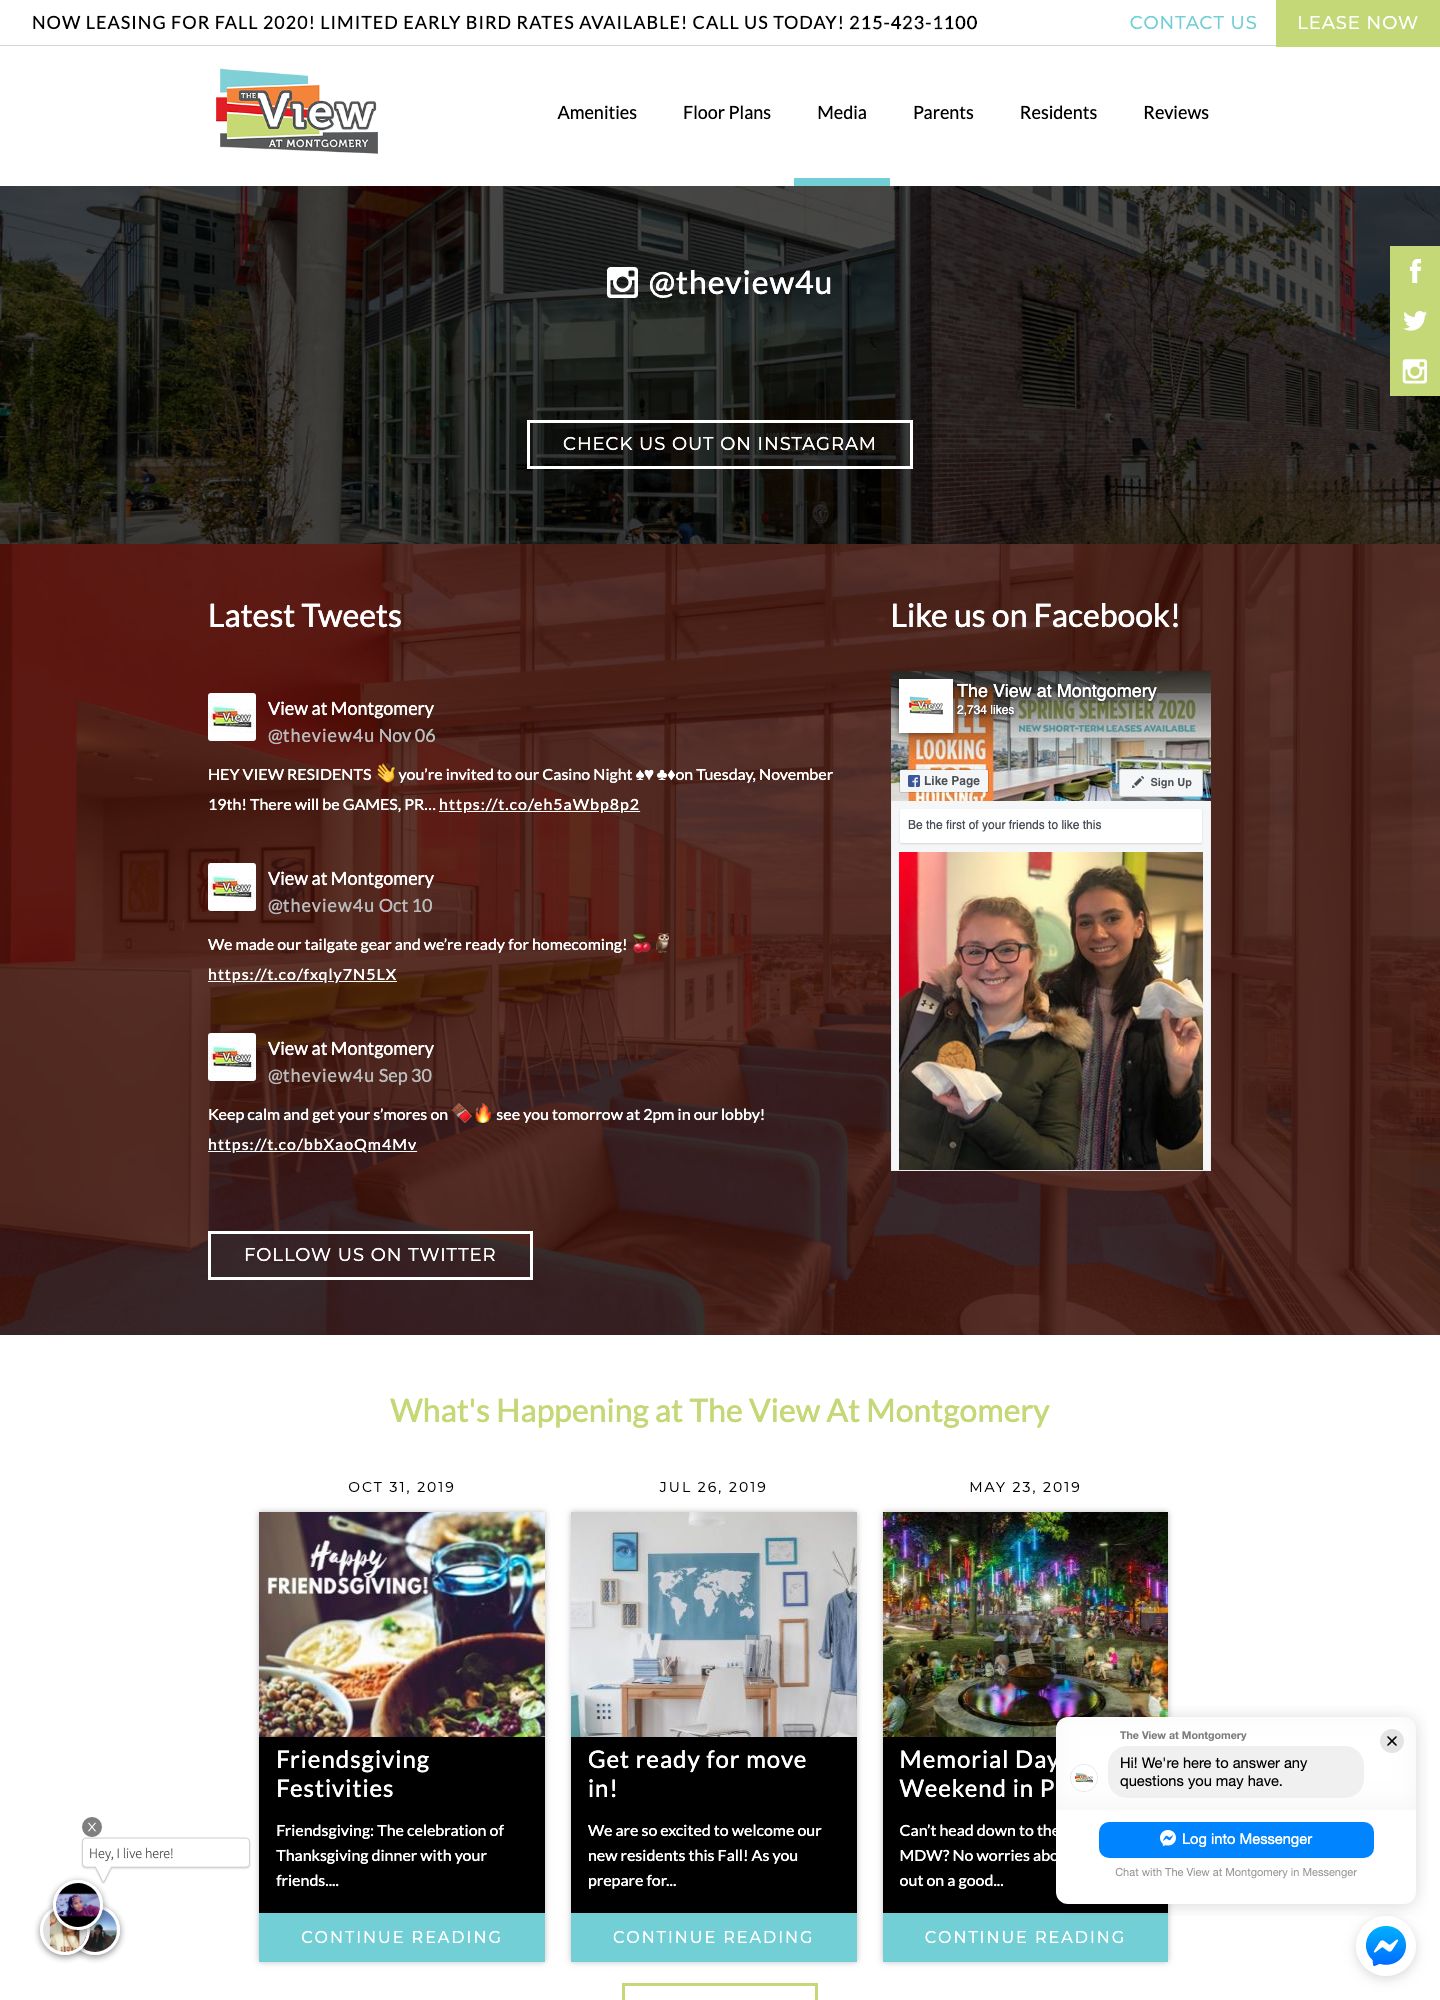 NOW LEASING FOR FALL 2020! LIMITED EARLY BIRD RATES AVAILABLE! CALL US TODAY! 215-423-1100
CONTACT US
LEASE NOW
THE View
AT MONTGOMERY
Amenities
Floor Plans
Media
Parents
Residents
Reviews
@theview4u
CHECK US OUT ON INSTAGRAM
Latest Tweets
View at Montgomery
@theview4u Nov 06
HEY VIEW RESIDENTS 👋 you're invited to our Casino Night ♠♥ ♣♦on Tuesday, November
19th! There will be GAMES, PR… https://t.co/eh5aWbp8p2
View at Montgomery
@theview4u Oct 10
We made our tailgate gear and we're ready for homecoming! 🍒🦉
https://t.co/fxqly7N5LX
View at Montgomery
@theview4u Sep 30
Keep calm and get your s'mores on 🍫🔥 see you tomorrow at 2pm in our lobby!
https://t.co/bbXaoQm4Mv
FOLLOW US ON TWITTER
Like us on Facebook!
The View at Montgomery
2,734 likes
SPRING SEMESTER 2020
NEW SHORT-TERM LEASES AVAILABLE
LOOKING
HOUSING?
Like Page
Sign Up
Be the first of your friends to like this
What's Happening at The View At Montgomery
OCT 31, 2019
Happy
FRIENDSGIVING!
Friendsgiving
Festivities
Friendsgiving: The celebration of
Thanksgiving dinner with your
friends....
CONTINUE READING
JUL 26, 2019
W
Get ready for move
in!
We are so excited to welcome our
new residents this Fall! As you
prepare for...
CONTINUE READING
MAY 23, 2019
Memorial Day
Weekend in P
Can't head down to the
MDW? No worries abo
out on a good...
CONTINUE READING
X
Hey, I live here!
The View at Montgomery
Hi! We're here to answer any
questions you may have.
Log into Messenger
Chat with The View at Montgomery in Messenger